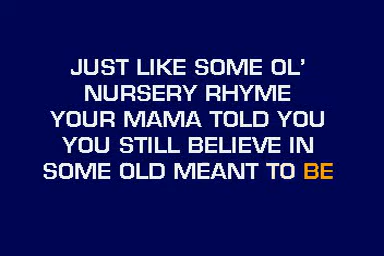 JUST LIKE SOME OL'
NURSERY RHYME
YOUR MAMA TOLD YOU
YOU STILL BELIEVE IN
SOME OLD MEANT TO BE